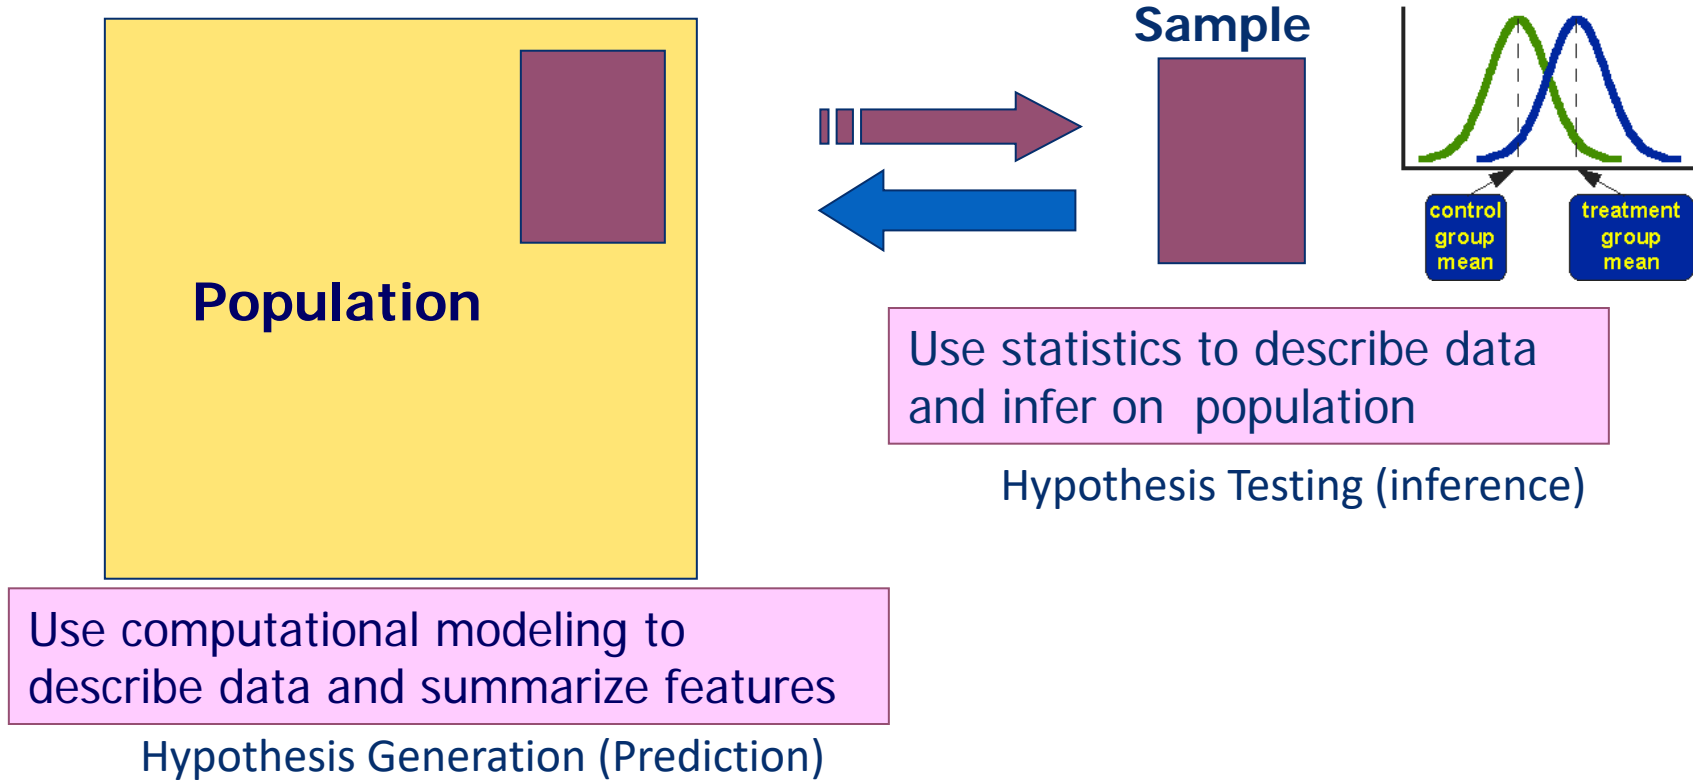 Sample
Population
control
group
mean
treatment
group
mean
Use statistics to describe data
and infer on population
Hypothesis Testing (inference)
Use computational modeling to
describe data and summarize features
Hypothesis Generation (Prediction)